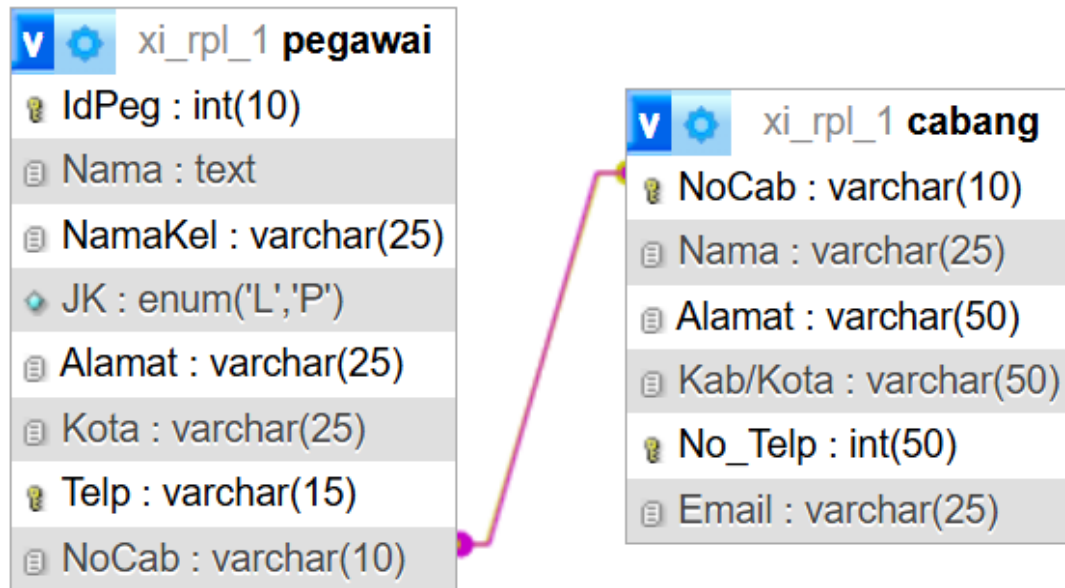 v xi_rpl_1 pegawai
IdPeg : int(10)
Nama : text
NamaKel : varchar(25)
JK : enum('L','P')
Alamat : varchar(25)
Kota : varchar(25)
Telp : varchar(15)
NoCab : varchar(10)
v xi_rpl_1 cabang
NoCab : varchar(10)
Nama : varchar(25)
Alamat : varchar(50)
Kab/Kota : varchar(50)
No_Telp : int(50)
Email : varchar(25)